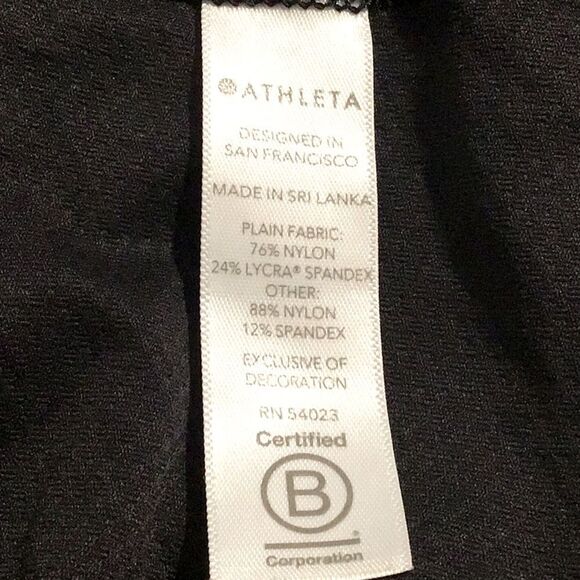 ATHLETA
DESIGNED IN
SAN FRANCISCO
MADE IN SRI LANKA
PLAIN FABRIC:
76% NYLON
24% LYCRA® SPANDEX
OTHER:
88% NYLON
12% SPANDEX
EXCLUSIVE OF
DECORATION
RN 54023
Certified
B
Corporation